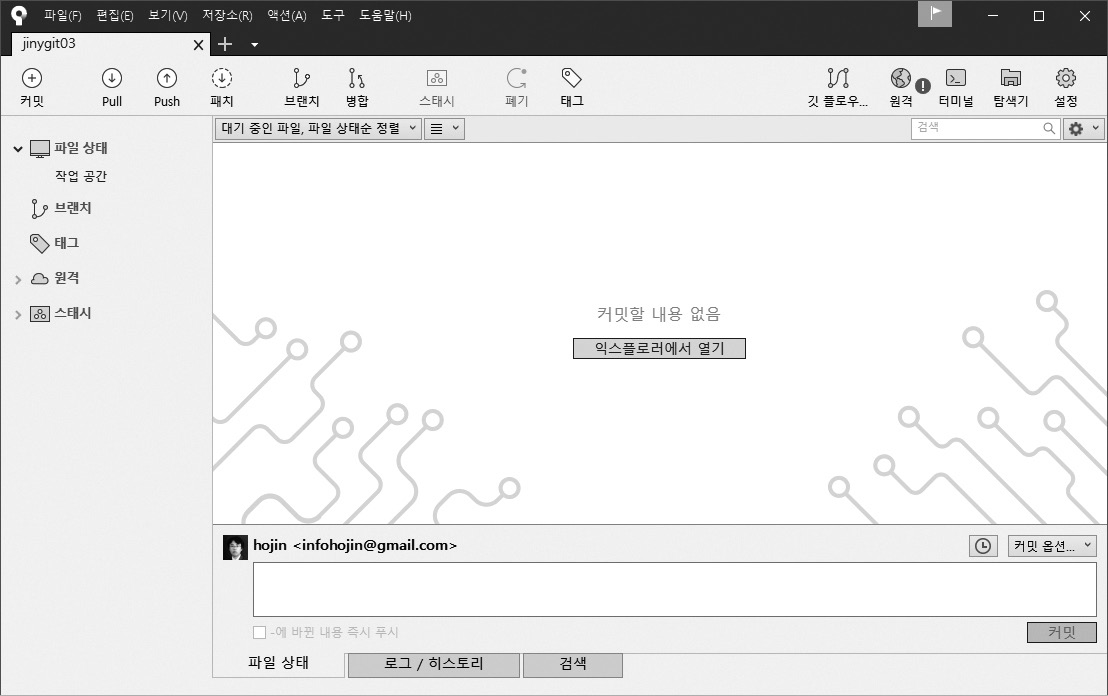 파일(F) 편집(E) 보기(V) 저장소(R) 액션(A) 도구 도움말(H)
jinygit03
커밋 Pull Push 패치 브랜치 병합 스태시 폐기 태그 깃 플로우... 원격 터미널 탐색기 설정
대기 중인 파일, 파일 상태순 정렬 검색
파일 상태
작업 공간
브랜치
태그
원격
스태시
커밋할 내용 없음
익스플로러에서 열기
hojin <infohojin@gmail.com> 커밋 옵션...
-에 바뀐 내용 즉시 푸시
커밋
파일 상태 로그 / 히스토리 검색